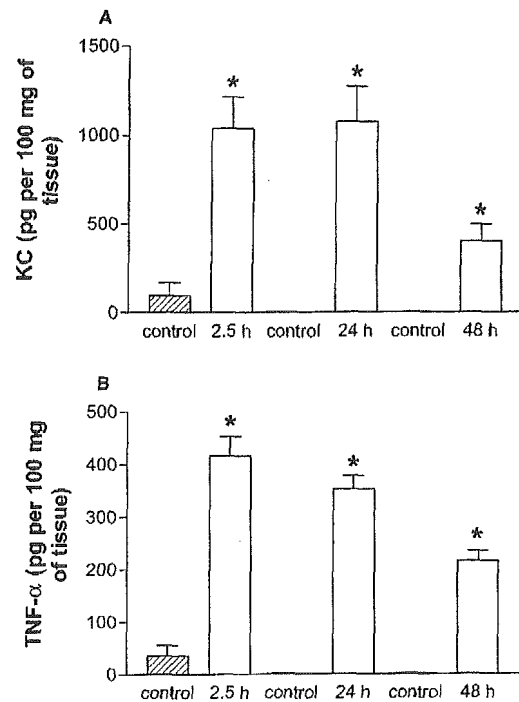 A
KC (pg per 100 mg of
tissue)
1500
1000
500
0
*
*
*
control 2.5 h control 24 h control 48 h
B
TNF-α (pg per 100 mg
of tissue)
500
400
300
200
100
0
*
*
*
control 2.5 h control 24 h control 48 h